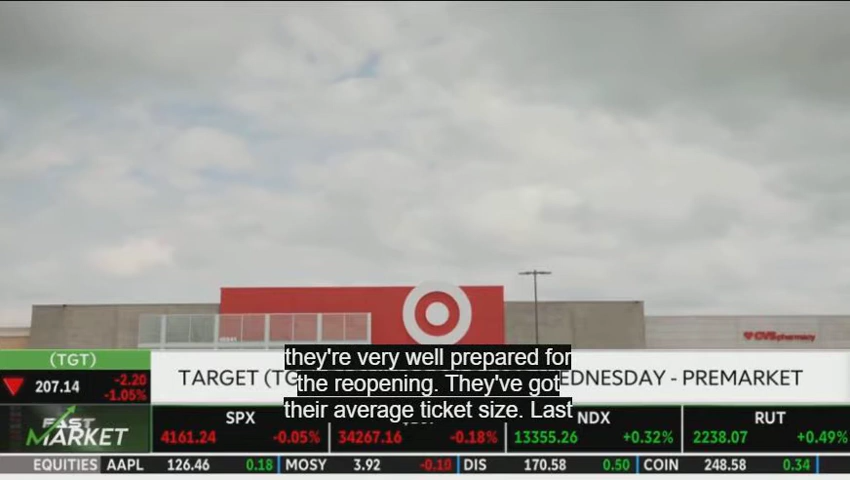 CVS pharmacy
(TGT)
207.14
-2.20
-1.05%
TARGET (TG
EDNESDAY - PREMARKET
they're very well prepared for
the reopening. They've got
their average ticket size. Last
FAST
MARKET
SPX
4161.24 -0.05%
34267.16 -0.18%
NDX
13355.26 +0.32%
RUT
2238.07 +0.49%
EQUITIES AAPL 126.46 0.18 MOSY 3.92 -0.10 DIS 170.58 0.50 COIN 248.58 0.34